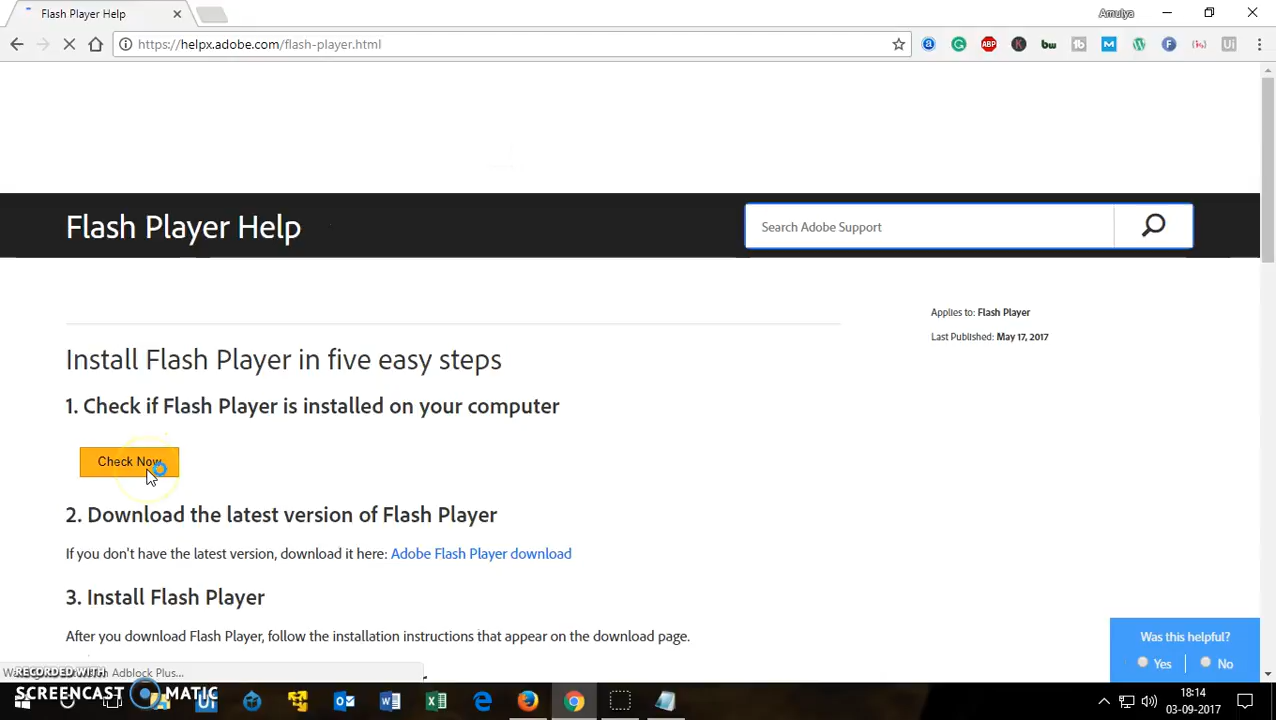 Flash Player Help
Amulya
https://helpx.adobe.com/flash-player.html
Flash Player Help
Search Adobe Support
Applies to: Flash Player
Last Published: May 17, 2017
Install Flash Player in five easy steps
1. Check if Flash Player is installed on your computer
Check Now
2. Download the latest version of Flash Player
If you don't have the latest version, download it here: Adobe Flash Player download
3. Install Flash Player
After you download Flash Player, follow the installation instructions that appear on the download page.
Was this helpful?
Yes
No
Adblock Plus...
RECORDED WITH
SCREENCAST MATIC
18:14
03-09-2017